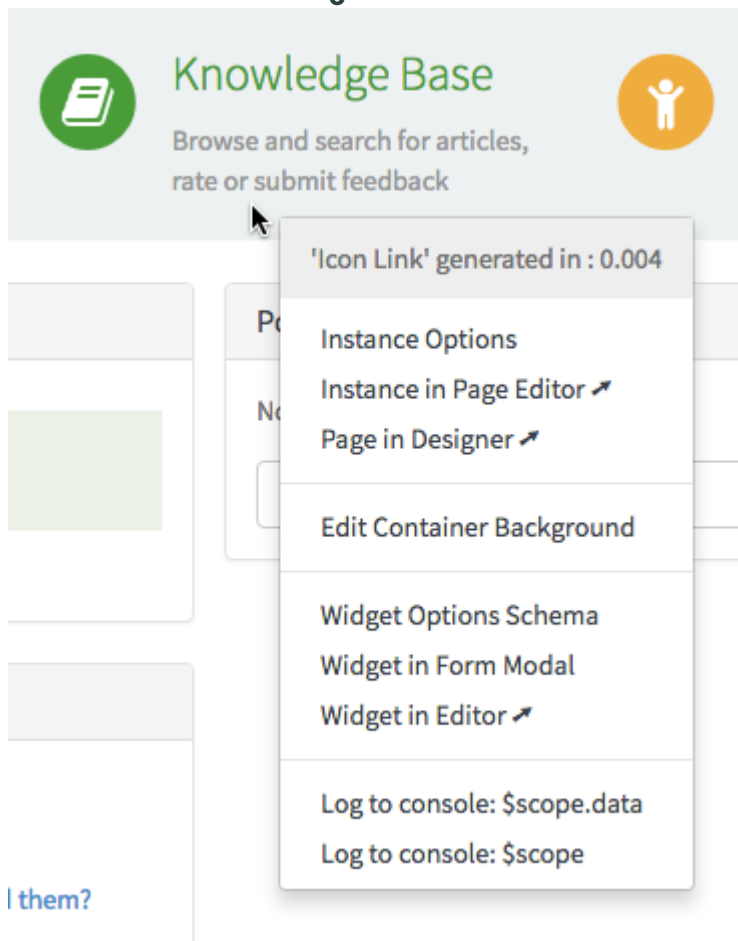 Knowledge Base
Browse and search for articles,
rate or submit feedback
'Icon Link' generated in : 0.004
Instance Options
Instance in Page Editor
Page in Designer
Edit Container Background
Widget Options Schema
Widget in Form Modal
Widget in Editor
Log to console: $scope.data
Log to console: $scope
them?